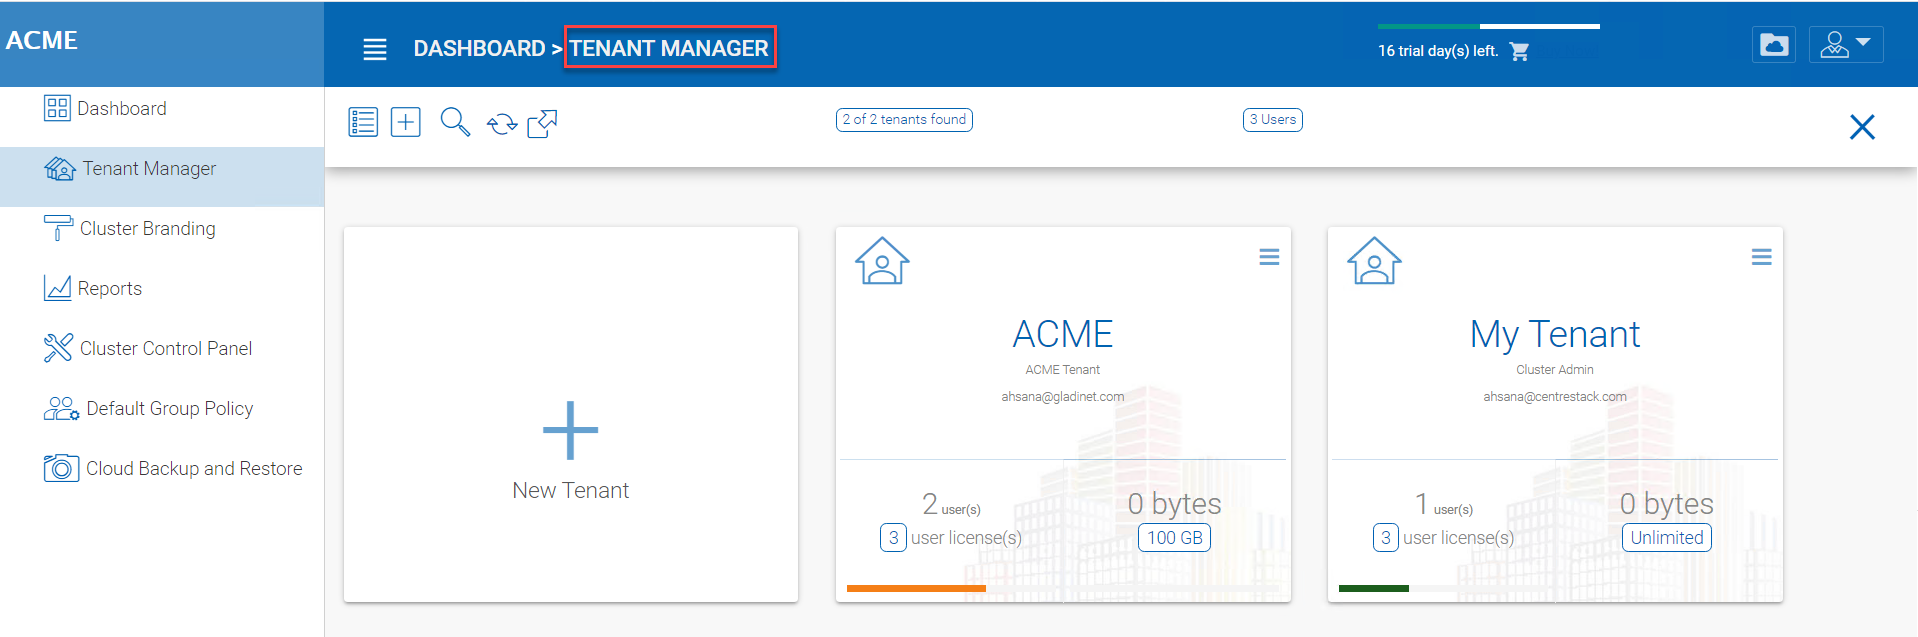 ACME
DASHBOARD > TENANT MANAGER
16 trial day(s) left.
Dashboard
Tenant Manager
Cluster Branding
Reports
Cluster Control Panel
Default Group Policy
Cloud Backup and Restore
2 of 2 tenants found
3 Users
New Tenant
ACME
ACME Tenant
ahsana@gladinet.com
2 user(s)
3 user license(s)
0 bytes
100 GB
My Tenant
Cluster Admin
ahsana@centrestack.com
1 user(s)
3 user license(s)
0 bytes
Unlimited